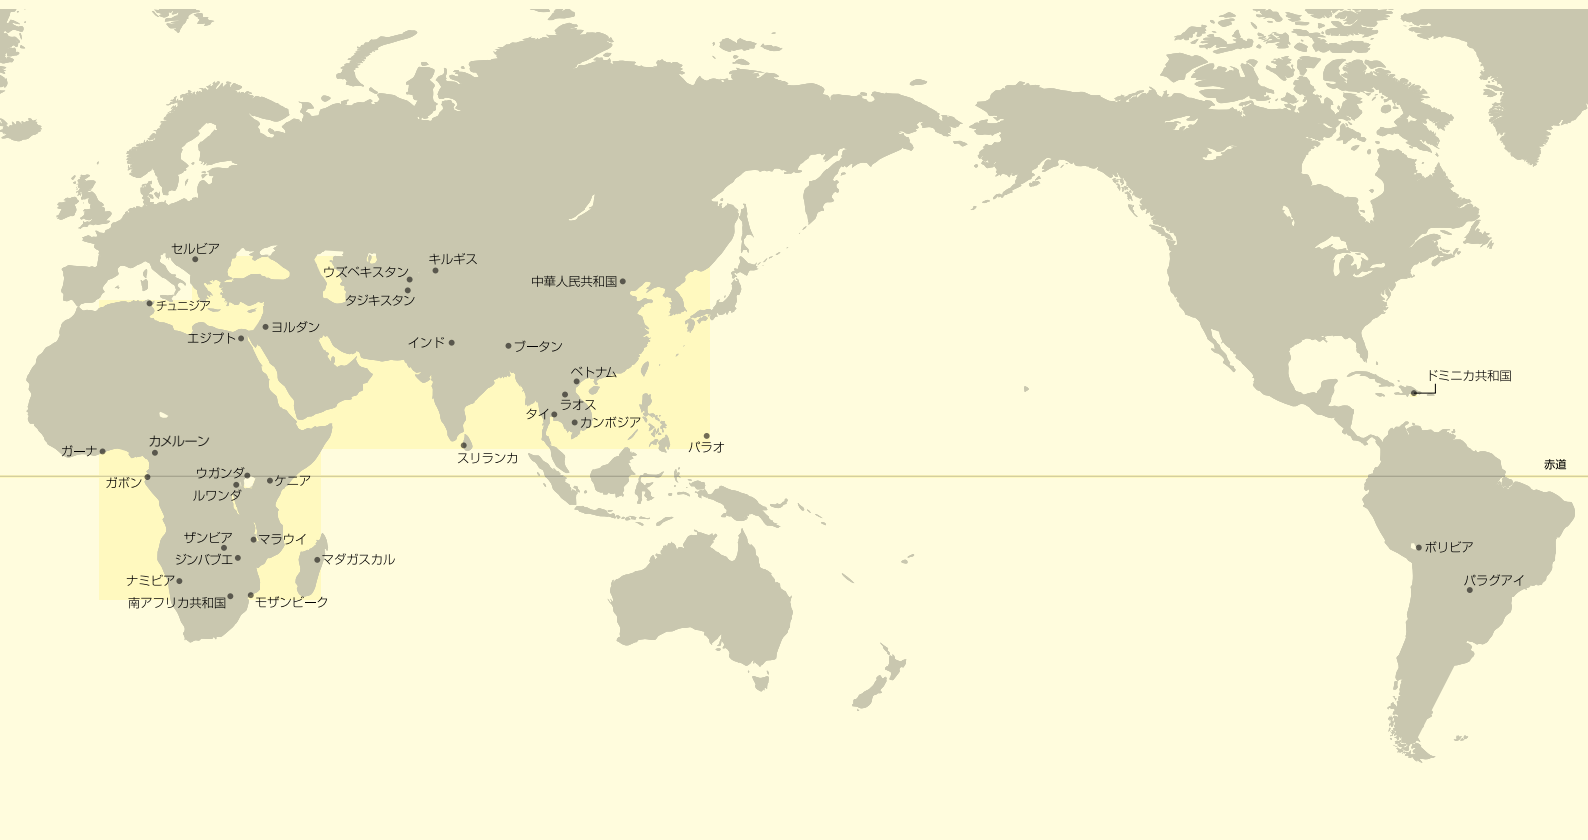 セルビア
キルギス
ウズベキスタン
中華人民共和国
タジキスタン
チュニジア
ヨルダン
エジプト
インド
ブータン
ベトナム
ドミニカ共和国
ラオス
タイ
カンボジア
カメルーン
ガーナ
パラオ
スリランカ
赤道
ウガンダ
ケニア
ガボン
ルワンダ
ザンビア
マラウイ
ボリビア
ジンバブエ
マダガスカル
ナミビア
パラグアイ
南アフリカ共和国
モザンビーク